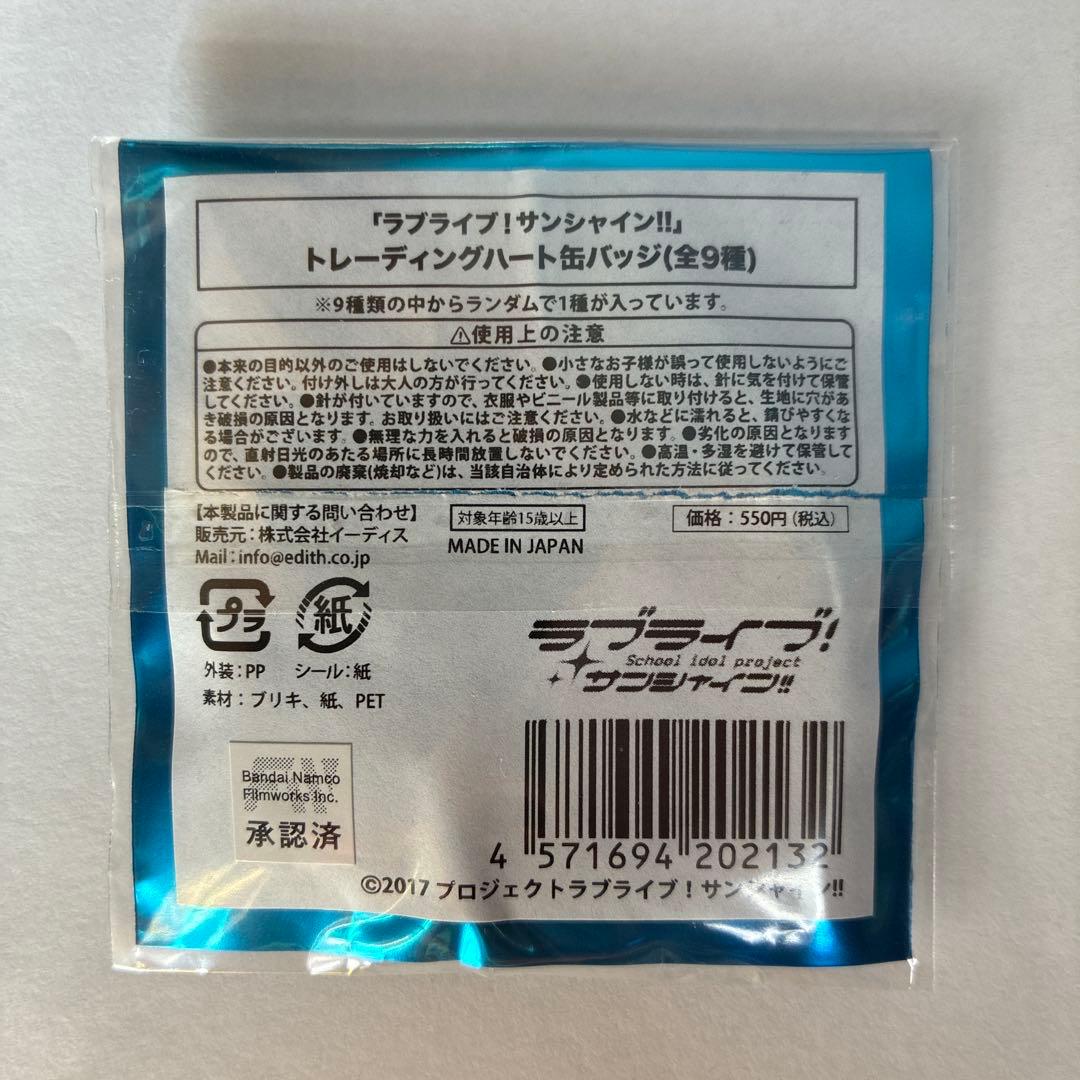 「ラブライブ！サンシャイン!!」
トレーディングハート缶バッジ(全9種)
※9種類の中からランダムで1種が入っています。
⚠使用上の注意
●本来の目的以外のご使用はしないでください。●小さなお子様が誤って使用しないようにご
注意ください。付け外しは大人の方が行ってください。●使用しない時は、針に気を付けて保管
してください。●針が付いていますので、衣服やビニール製品等に取り付けると、生地に穴があ
き破損の原因となります。お取り扱いにはご注意ください。●水などに濡れると、錆びやすくな
る場合がございます。●無理な力を入れると破損の原因となります。●劣化の原因となります
ので、直射日光のあたる場所に長時間放置しないでください。●高温・多湿を避けて保管して
ください。●製品の廃棄(焼却など)は、当該自治体により定められた方法に従ってください。
【本製品に関する問い合わせ】
販売元：株式会社イーディス
Mail：info@edith.co.jp
対象年齢15歳以上
MADE IN JAPAN
価格：550円（税込）
プラ
紙
外装：PP
シール：紙
素材：ブリキ、紙、PET
ラブライブ！
School idol project
サンシャイン!!
Bandai Namco
Filmworks Inc.
承認済
4 571694 202132
©2017 プロジェクトラブライブ！サンシャイン!!